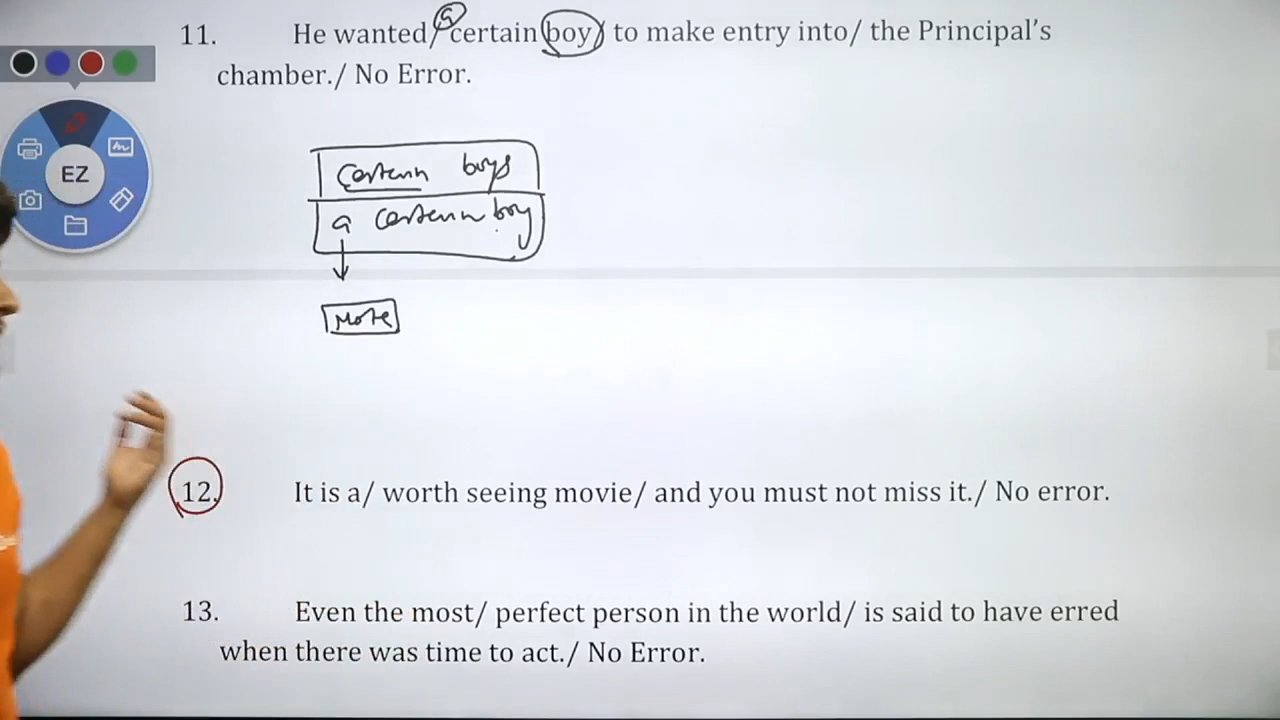 a
11. He wanted/ certain boy/ to make entry into/ the Principal's
chamber./ No Error.
certain boys
a certain boy
More
EZ
12. It is a/ worth seeing movie/ and you must not miss it./ No error.
13. Even the most/ perfect person in the world/ is said to have erred
when there was time to act./ No Error.